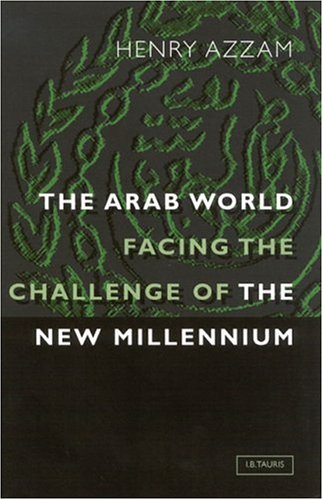 HENRY AZZAM
THE ARAB WORLD
FACING THE
CHALLENGE OF THE
NEW MILLENNIUM
I.B.TAURIS